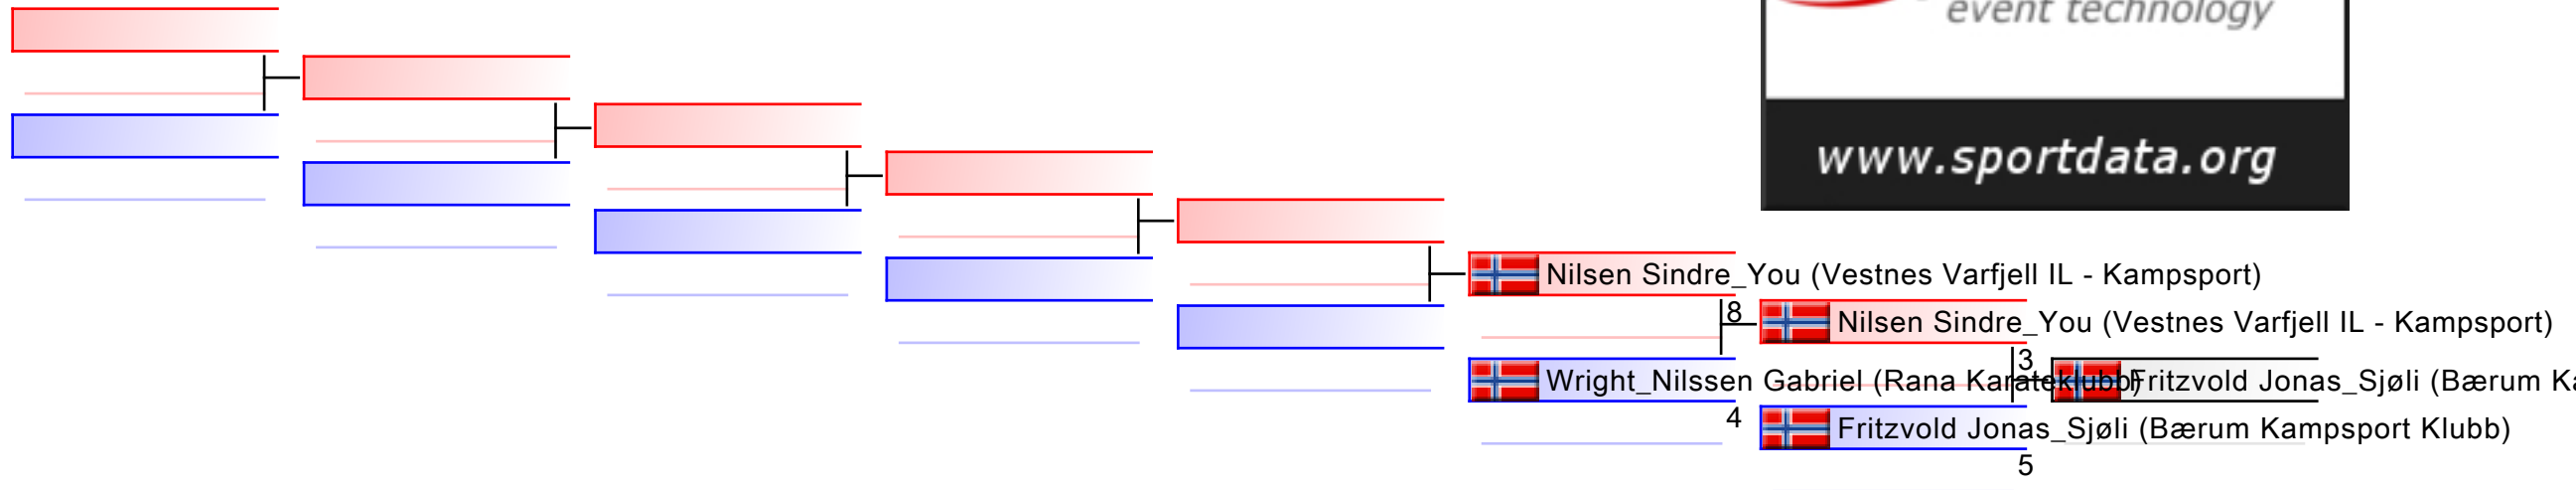 event technology
www.sportdata.org
Nilsen Sindre_You (Vestnes Varfjell IL - Kampsport)
8
Nilsen Sindre_You (Vestnes Varfjell IL - Kampsport)
3
Wright_Nilssen Gabriel (Rana Karateklubb)
Fritzvold Jonas_Sjøli (Bærum
4
Fritzvold Jonas_Sjøli (Bærum Kampsport Klubb)
5